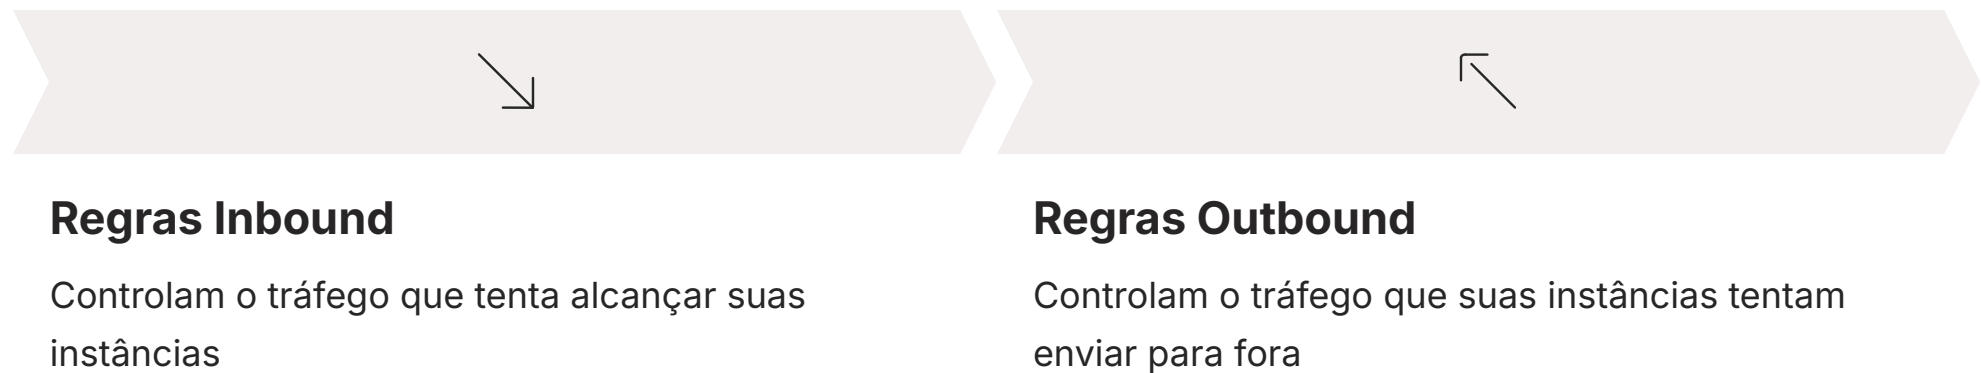 Regras Inbound
Controlam o tráfego que tenta alcançar suas
instâncias
Regras Outbound
Controlam o tráfego que suas instâncias tentam
enviar para fora